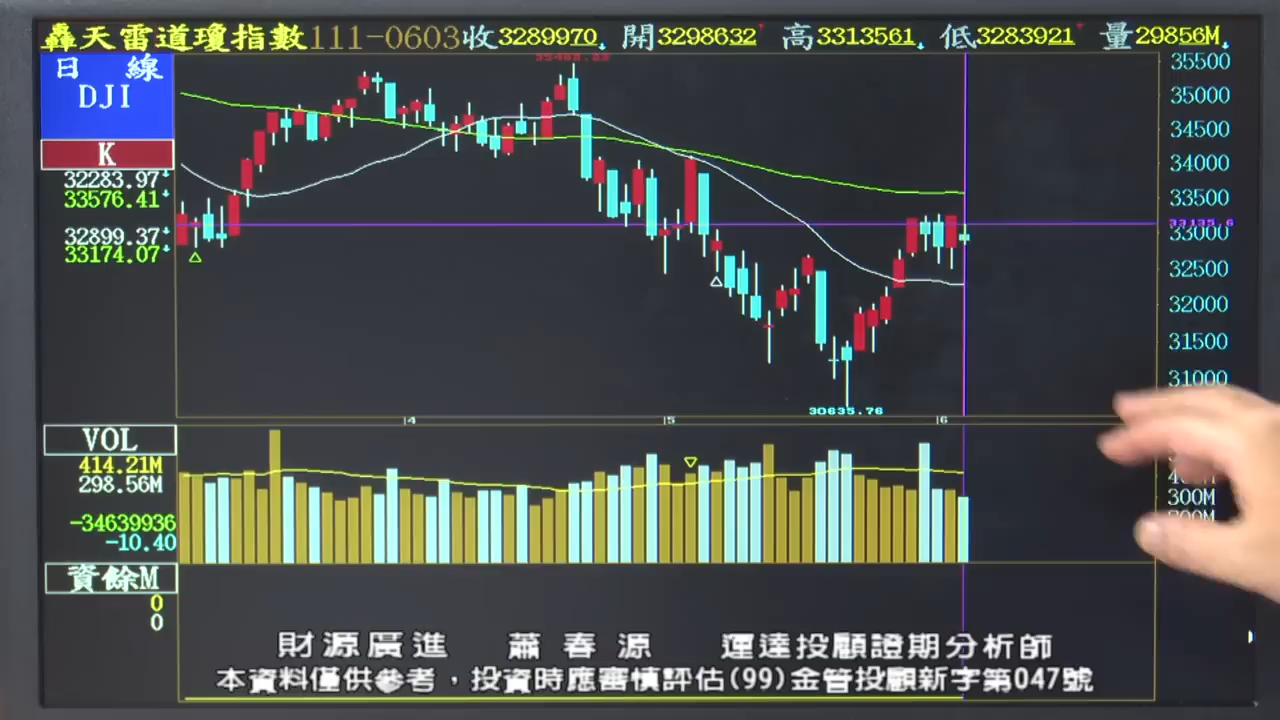 轟天雷道瓊指數111-0603收3289970 開3298632 高3313561 低3283921 量29856M
日 線
DJI
K
32283.97
33576.41
32899.37
33174.07
35500
35000
34500
34000
33500
33135.6
33000
32500
32000
31500
31000
30635.76
4 5 6
VOL
414.21M
298.56M
-34639936
-10.40
300M
資餘M
0
0
財源廣進 蕭春源 運達投顧證期分析師
本資料僅供參考，投資時應審慎評估(99)金管投顧新字第047號